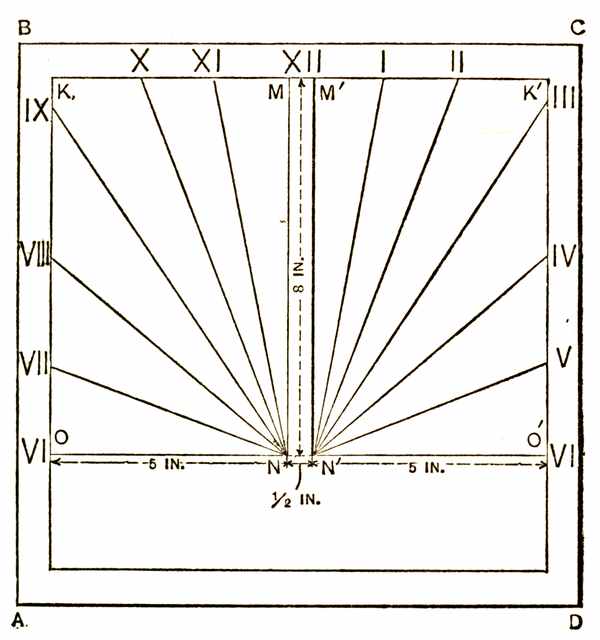 B C
X XI XII I II
K, M M′ K′
IX III
VIII 8 IN. IV
VII V
O O′
VI VI
5 IN. N N′ 5 IN.
1/2 IN.
A. D